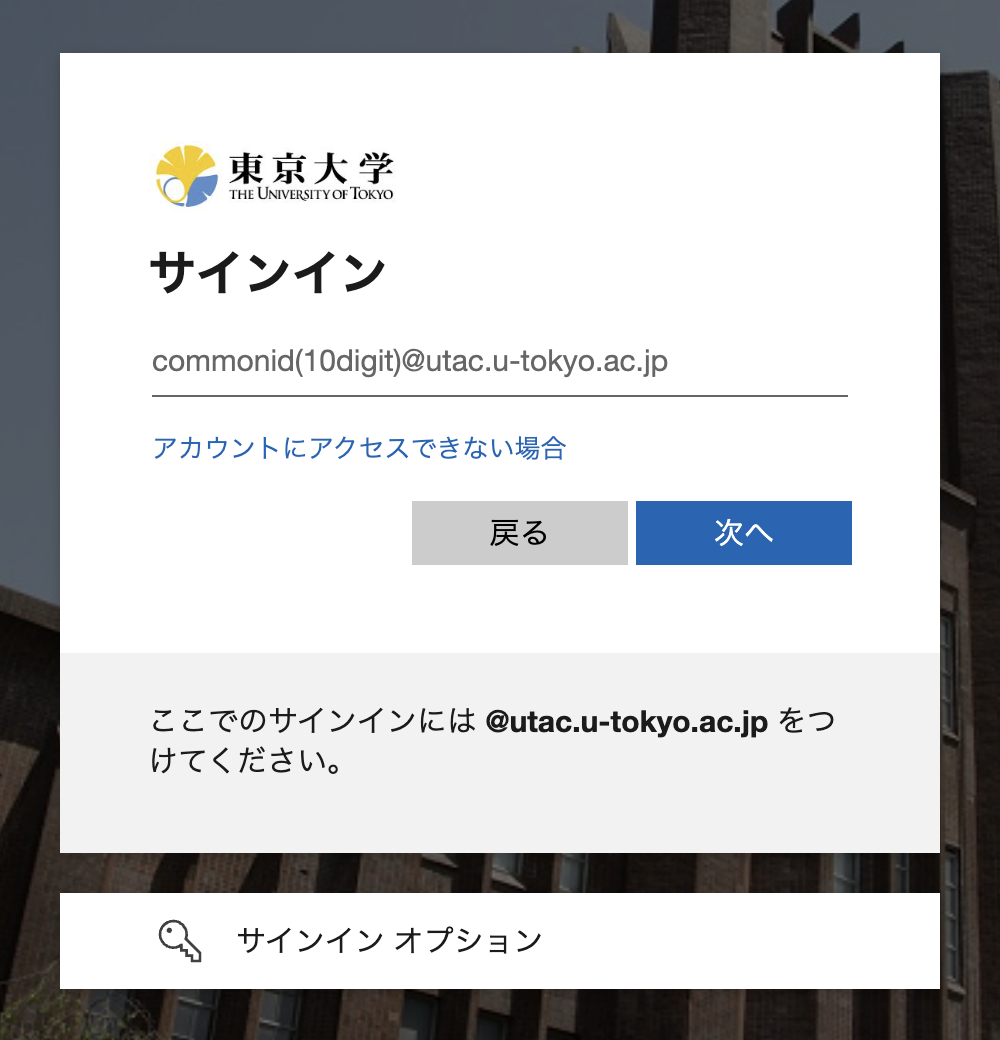 東京大学
THE UNIVERSITY OF TOKYO
サインイン
commonid(10digit)@utac.u-tokyo.ac.jp
アカウントにアクセスできない場合
戻る
次へ
ここでのサインインには @utac.u-tokyo.ac.jp をつ
けてください。
サインイン オプション